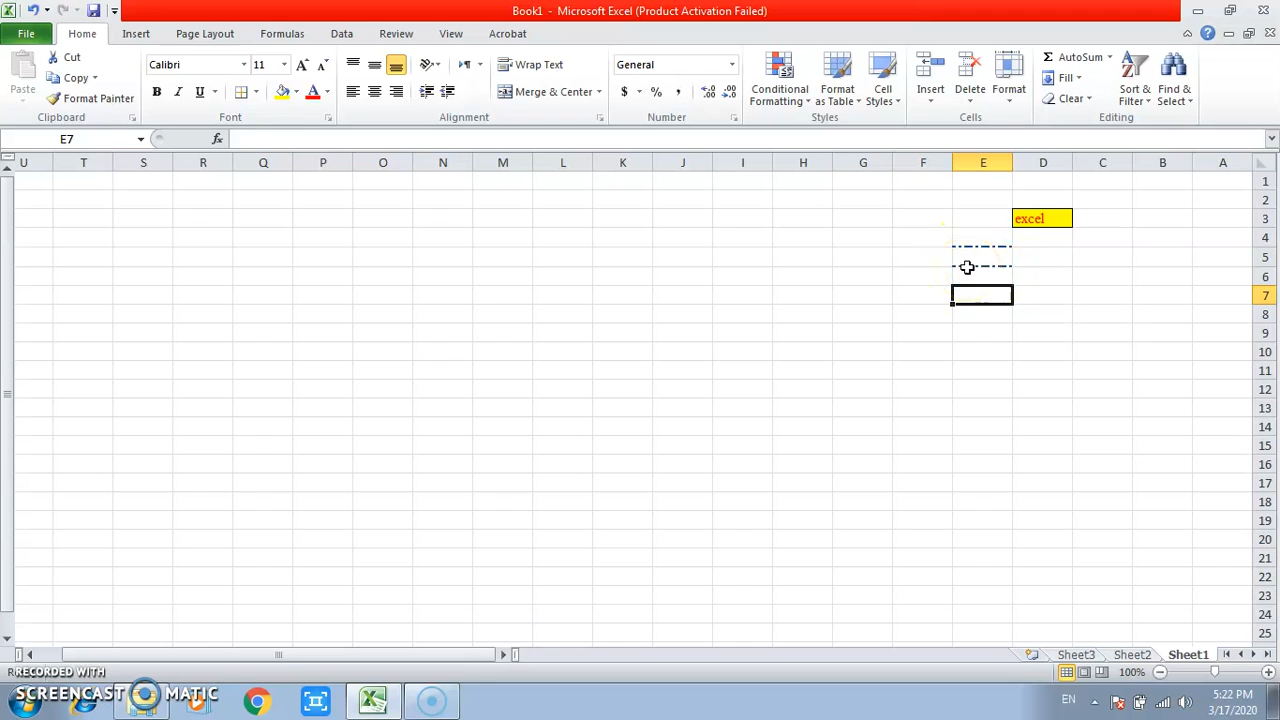 Book1 - Microsoft Excel (Product Activation Failed)
File Home Insert Page Layout Formulas Data Review View Acrobat
Paste
Cut
Copy
Format Painter
Clipboard
Calibri 11
B I U
Font
Wrap Text
Merge & Center
Alignment
General
$ % ,
Number
Conditional Formatting
Format as Table
Cell Styles
Styles
Insert
Delete
Format
Cells
Σ AutoSum
Fill
Clear
Sort & Filter
Find & Select
Editing
E7 fx
U T S R Q P O N M L K J I H G F E D C B A
1
2
excel 3
4
5
6
7
8
9
10
11
12
13
14
15
16
17
18
19
20
21
22
23
24
25
Sheet3 Sheet2 Sheet1
RECORDED WITH
100%
SCREENCAST MATIC
EN
5:22 PM
3/17/2020